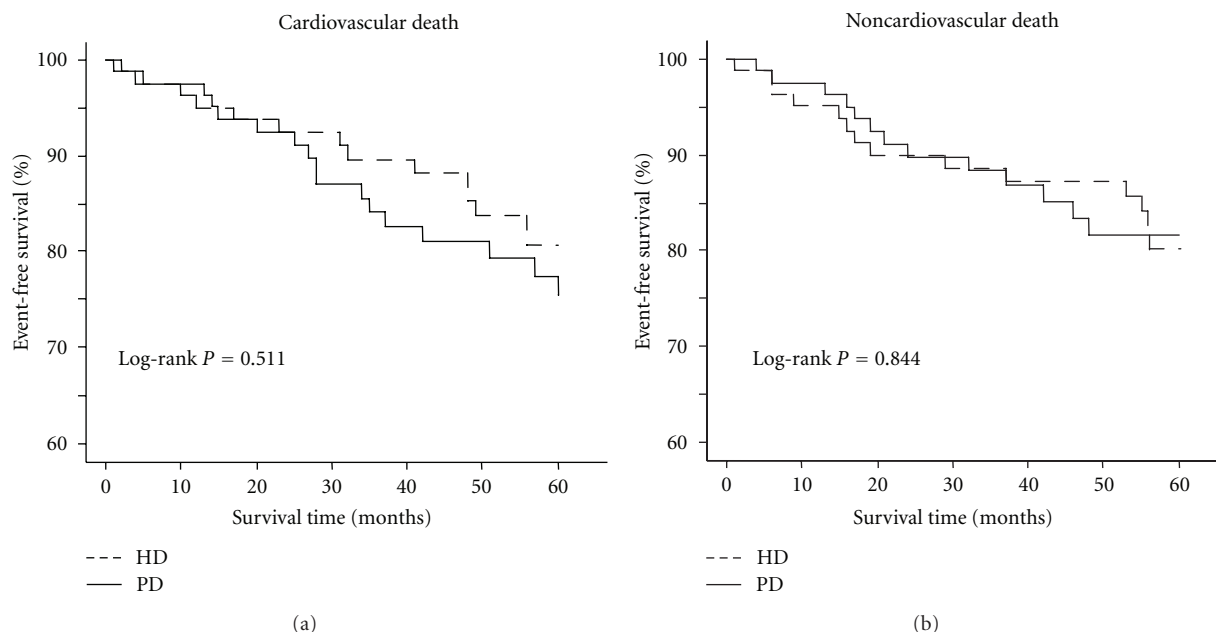 Cardiovascular death
100
90
80
70
60
Event-free survival (%)
Log-rank P = 0.511
0 10 20 30 40 50 60
Survival time (months)
HD
PD
(a)
Noncardiovascular death
100
90
80
70
60
Event-free survival (%)
Log-rank P = 0.844
0 10 20 30 40 50 60
Survival time (months)
HD
PD
(b)